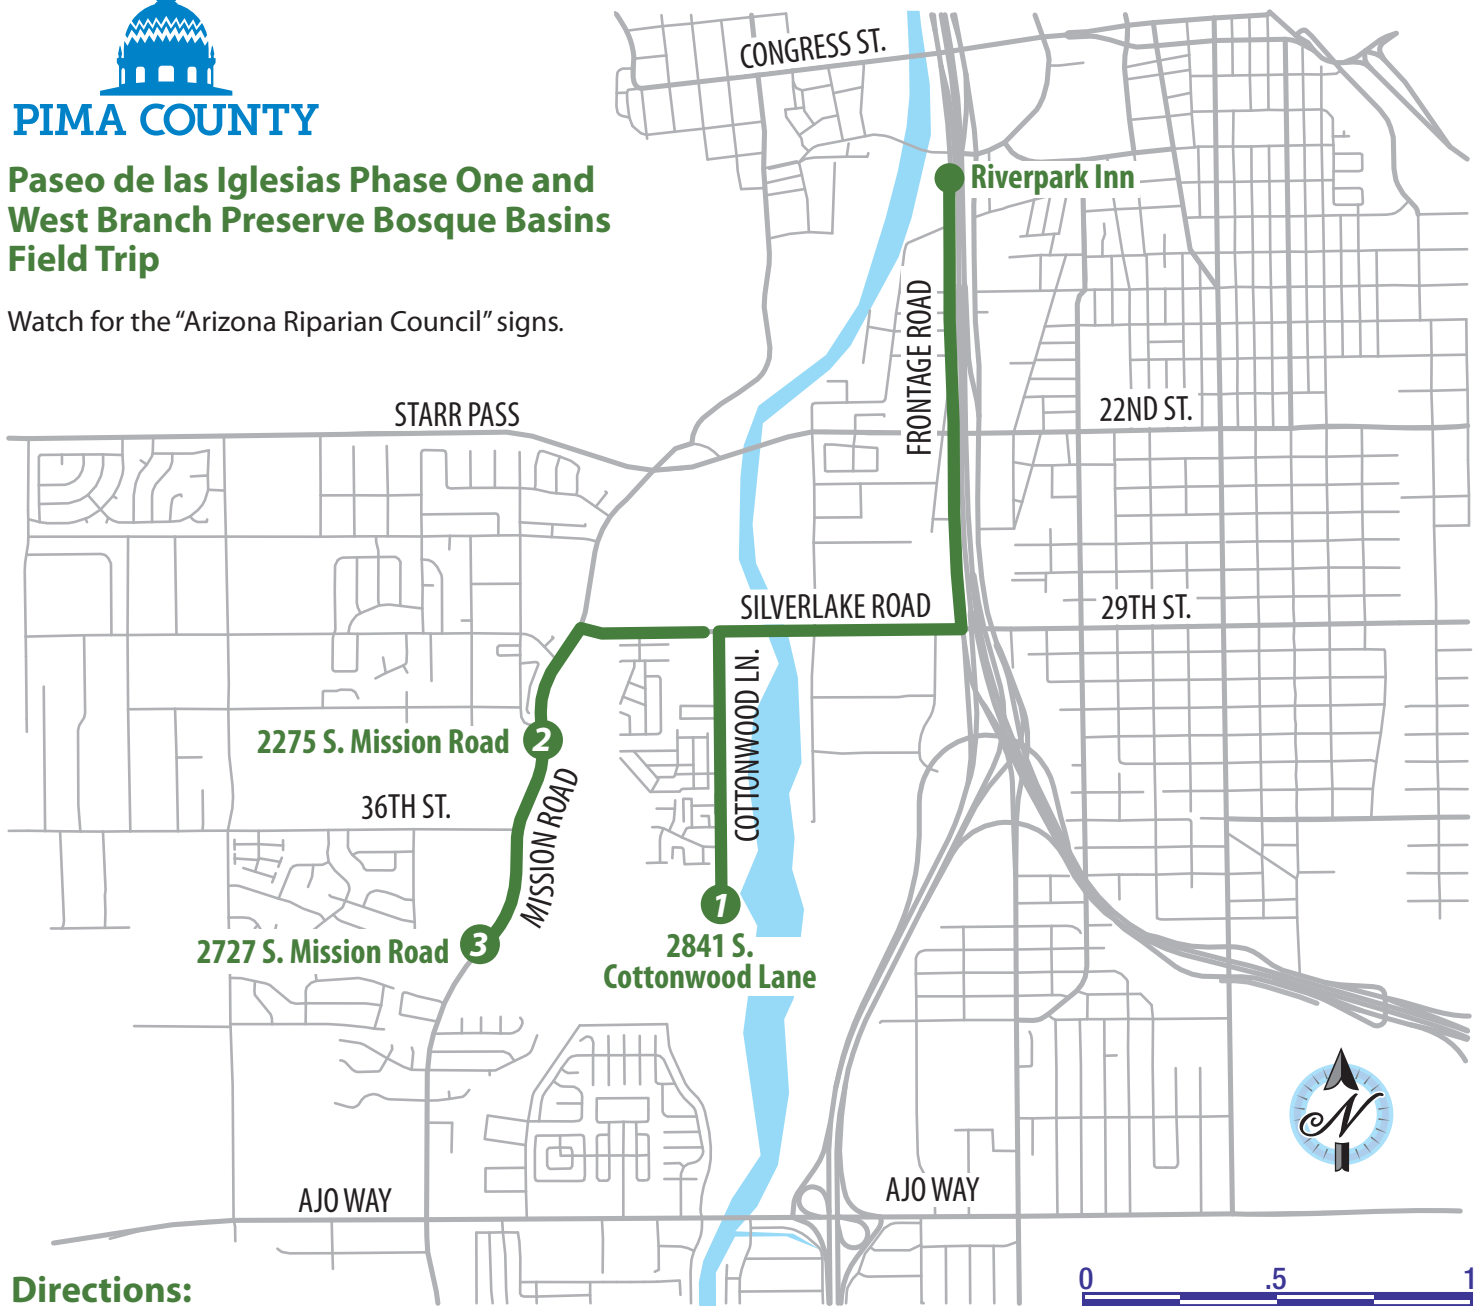 PIMA COUNTY
Paseo de las Iglesias Phase One and
West Branch Preserve Bosque Basins
Field Trip
Watch for the “Arizona Riparian Council” signs.
CONGRESS ST.
Riverpark Inn
FRONTAGE ROAD
STARR PASS
22ND ST.
SILVERLAKE ROAD
29TH ST.
COTTONWOOD LN.
2275 S. Mission Road
2
36TH ST.
MISSION ROAD
1
2841 S.
Cottonwood Lane
2727 S. Mission Road
3
N
AJO WAY
AJO WAY
Directions:
0 .5 1